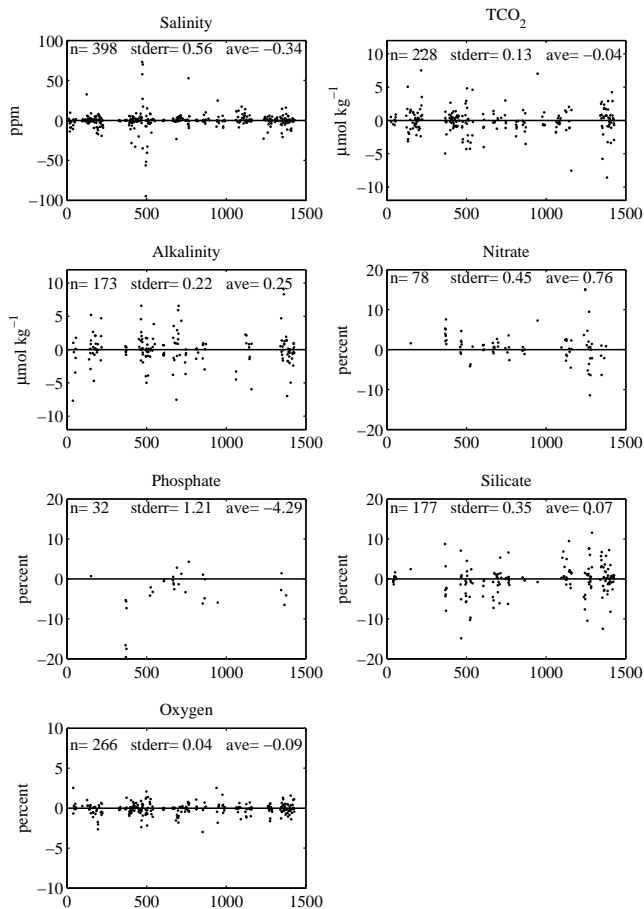 Salinity
n= 398 stderr= 0.56 ave= −0.34
100
50
0
−50
−100
ppm
0 500 1000 1500
TCO2
n= 228 stderr= 0.13 ave= −0.04
10
5
0
−5
−10
µmol kg−1
0 500 1000 1500
Alkalinity
n= 173 stderr= 0.22 ave= 0.25
10
5
0
−5
−10
µmol kg−1
0 500 1000 1500
Nitrate
n= 78 stderr= 0.45 ave= 0.76
20
10
0
−10
−20
percent
0 500 1000 1500
Phosphate
n= 32 stderr= 1.21 ave= −4.29
20
10
0
−10
−20
percent
0 500 1000 1500
Silicate
n= 177 stderr= 0.35 ave= 0.07
20
10
0
−10
−20
percent
0 500 1000 1500
Oxygen
n= 266 stderr= 0.04 ave= −0.09
10
5
0
−5
−10
percent
0 500 1000 1500